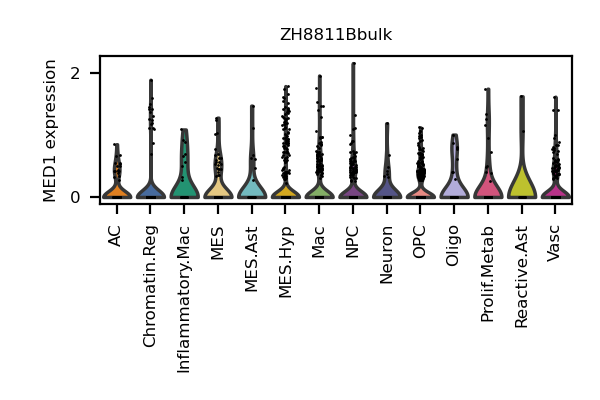 ZH8811Bbulk
MED1 expression
2
0
AC
Chromatin.Reg
Inflammatory.Mac
MES
MES.Ast
MES.Hyp
Mac
NPC
Neuron
OPC
Oligo
Prolif.Metab
Reactive.Ast
Vasc